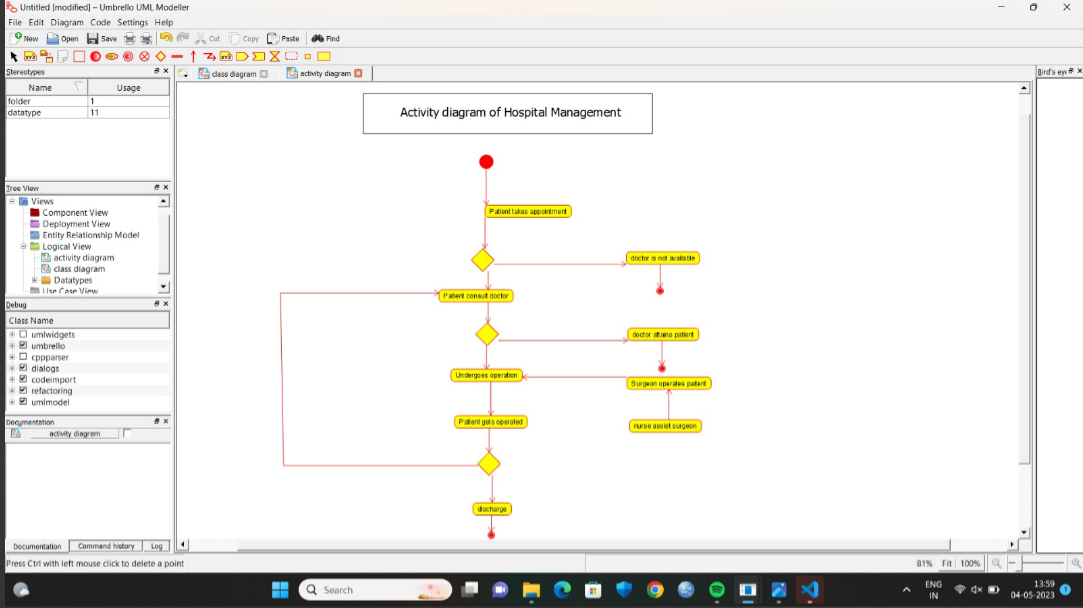 Untitled [modified] – Umbrello UML Modeller
File Edit Diagram Code Settings Help
New Open Save Cut Copy Paste Find
Stereotypes
class diagram activity diagram
Bird's eye
Name Usage
folder 1
datatype 11
Activity diagram of Hospital Management
Tree View
Views
Component View
Deployment View
Entity Relationship Model
Logical View
activity diagram
class diagram
Datatypes
Use Case View
Patient takes appointment
doctor is not available
Patient consult doctor
doctor attains patient
Undergoes operation
Surgeon operates patient
Patient gets operated
nurse assist surgeon
discharge
Debug
Class Name
umlwidgets
umbrello
cppparser
dialogs
codeimport
refactoring
umlmodel
Documentation
activity diagram
Documentation Command history Log
Press Ctrl with left mouse click to delete a point
81% Fit 100%
Search
ENG
IN
13:59
04-05-2023